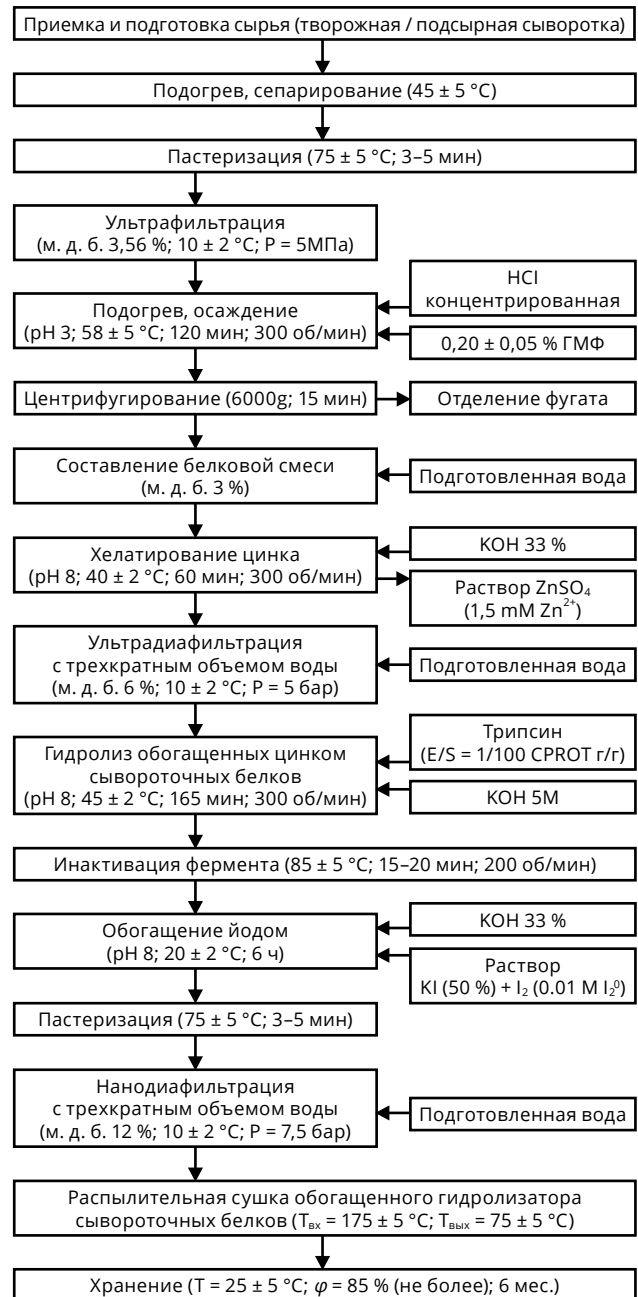 Приемка и подготовка сырья (творожная / подсырная сыворотка)
Подогрев, сепарирование (45 ± 5 °C)
Пастеризация (75 ± 5 °C; 3–5 мин)
Ультрафильтрация
(м. д. б. 3,56 %; 10 ± 2 °C; P = 5МПа)
HCl
концентрированная
Подогрев, осаждение
(pH 3; 58 ± 5 °C; 120 мин; 300 об/мин)
0,20 ± 0,05 % ГМФ
Центрифугирование (6000g; 15 мин)
Отделение фугата
Составление белковой смеси
(м. д. б. 3 %)
Подготовленная вода
Хелатирование цинка
(pH 8; 40 ± 2 °C; 60 мин; 300 об/мин)
KOH 33 %
Раствор ZnSO₄
(1,5 mM Zn²⁺)
Ультрадиафильтрация
с трехкратным объемом воды
(м. д. б. 6 %; 10 ± 2 °C; P = 5 бар)
Подготовленная вода
Гидролиз обогащенных цинком
сывороточных белков
(pH 8; 45 ± 2 °C; 165 мин; 300 об/мин)
Трипсин
(E/S = 1/100 CPROT г/г)
KOH 5M
Инактивация фермента (85 ± 5 °C; 15–20 мин; 200 об/мин)
Обогащение йодом
(pH 8; 20 ± 2 °C; 6 ч)
KOH 33 %
Раствор
KI (50 %) + I₂ (0.01 M I₂⁰)
Пастеризация (75 ± 5 °C; 3–5 мин)
Нанодиафильтрация
с трехкратным объемом воды
(м. д. б. 12 %; 10 ± 2 °C; P = 7,5 бар)
Подготовленная вода
Распылительная сушка обогащенного гидролизатора
сывороточных белков (Tвх = 175 ± 5 °C; Tвых = 75 ± 5 °C)
Хранение (T = 25 ± 5 °C; φ = 85 % (не более); 6 мес.)